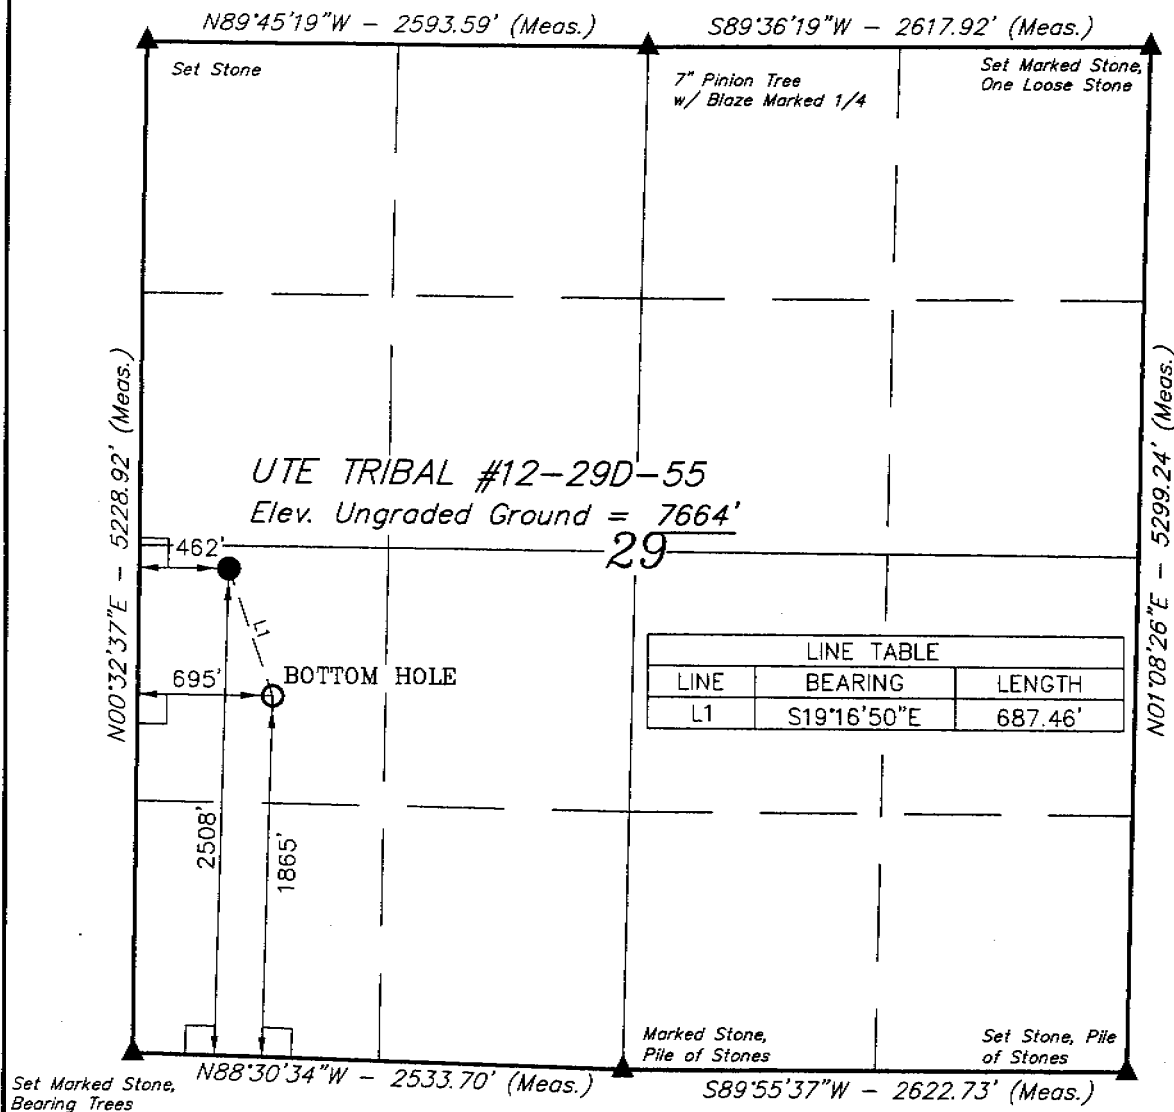 N89°45'19"W - 2593.59' (Meas.)
S89°36'19"W - 2617.92' (Meas.)
Set Stone
7" Pinion Tree
w/ Blaze Marked 1/4
Set Marked Stone,
One Loose Stone
N00°32'37"E - 5228.92' (Meas.)
N01°08'26"E - 5299.24' (Meas.)
UTE TRIBAL #12-29D-55
Elev. Ungraded Ground = 7664'
29
462'
L1
695'
BOTTOM HOLE
LINE TABLE
LINE BEARING LENGTH
L1 S19°16'50"E 687.46'
2508'
1865'
Marked Stone,
Pile of Stones
Set Stone, Pile
of Stones
Set Marked Stone,
Bearing Trees
N88°30'34"W - 2533.70' (Meas.)
S89°55'37"W - 2622.73' (Meas.)